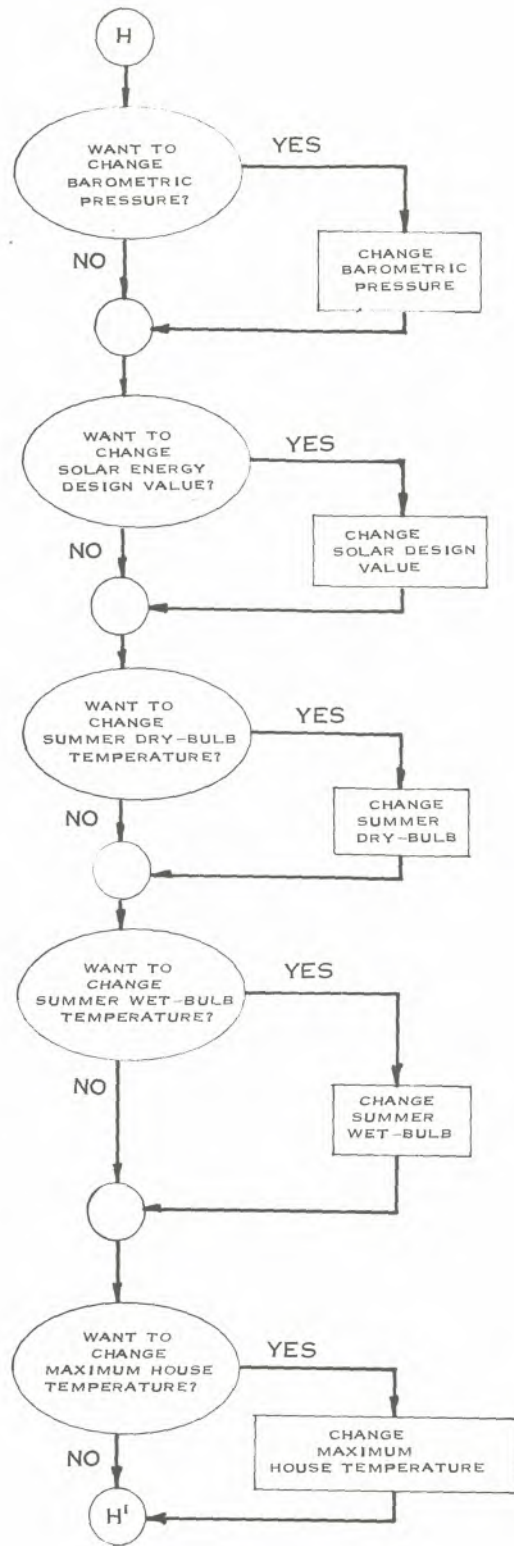 H
WANT TO
CHANGE
BAROMETRIC
PRESSURE?
YES
NO
CHANGE
BAROMETRIC
PRESSURE
WANT TO
CHANGE
SOLAR ENERGY
DESIGN VALUE?
YES
NO
CHANGE
SOLAR DESIGN
VALUE
WANT TO
CHANGE
SUMMER DRY-BULB
TEMPERATURE?
YES
NO
CHANGE
SUMMER
DRY-BULB
WANT TO
CHANGE
SUMMER WET-BULB
TEMPERATURE?
YES
NO
CHANGE
SUMMER
WET-BULB
WANT TO
CHANGE
MAXIMUM HOUSE
TEMPERATURE?
YES
NO
CHANGE
MAXIMUM
HOUSE TEMPERATURE
H'